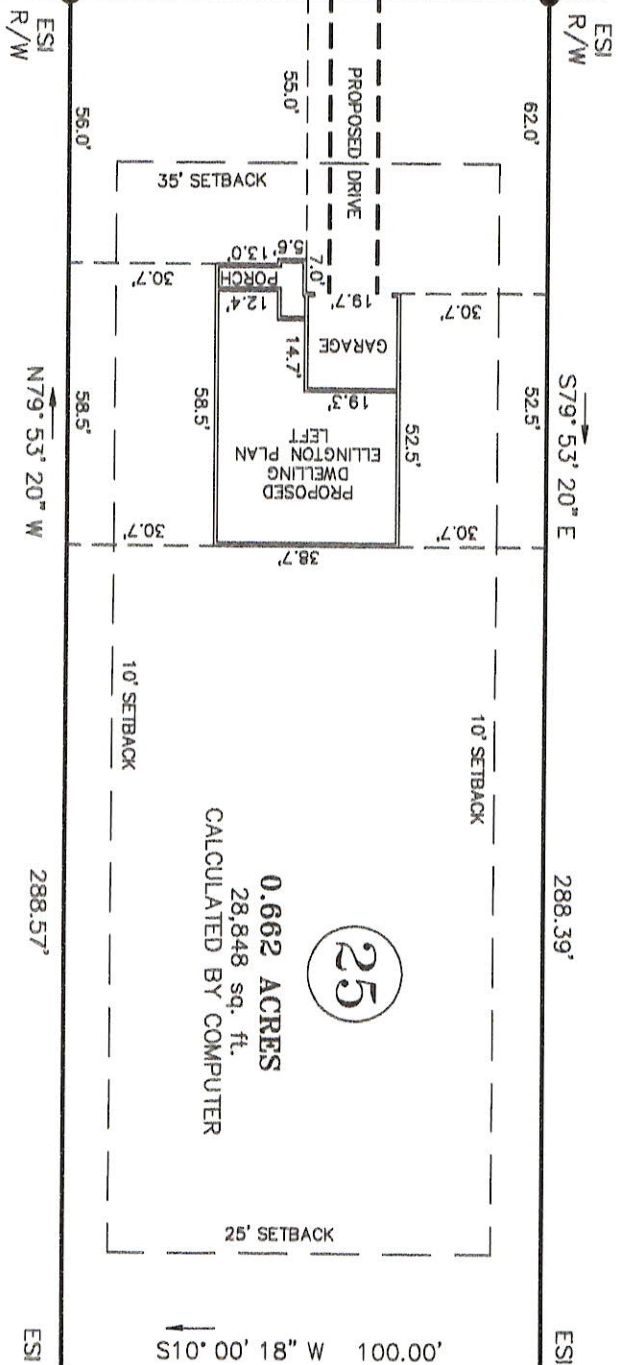 ESI
R/W
ESI
R/W
62.0'
56.0'
PROPOSED DRIVE
55.0'
35' SETBACK
5.6'
13.0'
7.0'
PORCH
12.4'
14.7'
19.7'
GARAGE
19.3'
30.7'
30.7'
52.5'
52.5'
58.5'
58.5'
S79° 53' 20" E
N79° 53' 20" W
PROPOSED
DWELLING
ELLINGTON PLAN
LEFT
30.7'
30.7'
38.7'
10' SETBACK
10' SETBACK
288.39'
288.57'
25
0.662 ACRES
28,848 sq. ft.
CALCULATED BY COMPUTER
25' SETBACK
ESI
ESI
S10° 00' 18" W 100.00'